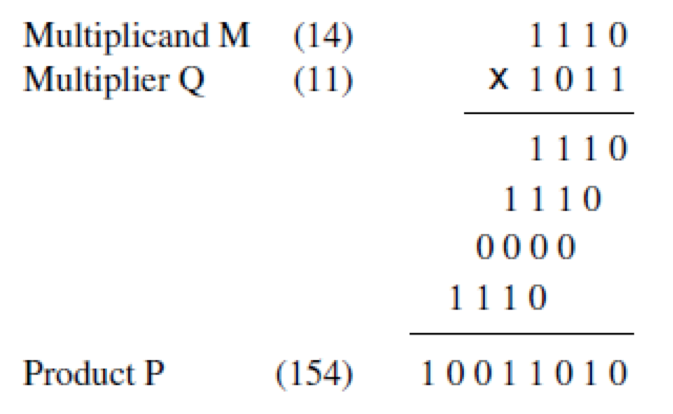 Multiplicand M (14) 1 1 1 0
Multiplier Q (11) x 1 0 1 1
1 1 1 0
1 1 1 0
0 0 0 0
1 1 1 0
Product P (154) 1 0 0 1 1 0 1 0